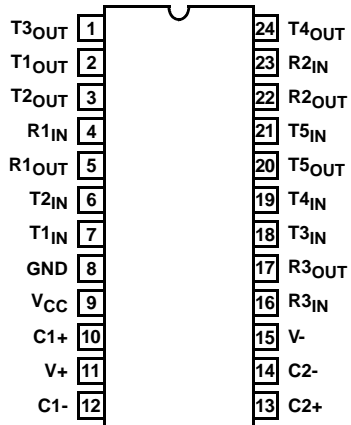 T3OUT 1 24 T4OUT
T1OUT 2 23 R2IN
T2OUT 3 22 R2OUT
R1IN 4 21 T5IN
R1OUT 5 20 T5OUT
T2IN 6 19 T4IN
T1IN 7 18 T3IN
GND 8 17 R3OUT
VCC 9 16 R3IN
C1+ 10 15 V-
V+ 11 14 C2-
C1- 12 13 C2+